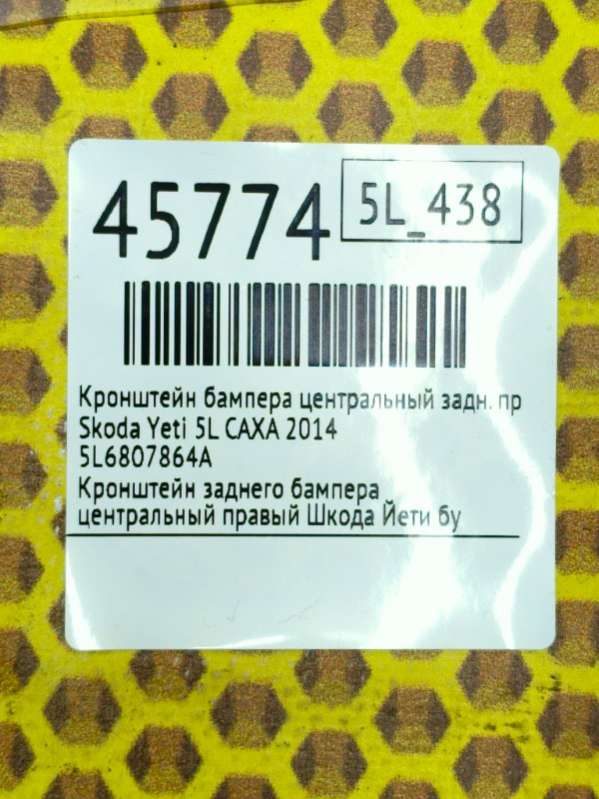 45774
5L_438
Кронштейн бампера центральный задн. пр
Skoda Yeti 5L CAXA 2014
5L6807864A
Кронштейн заднего бампера
центральный правый Шкода Йети бу